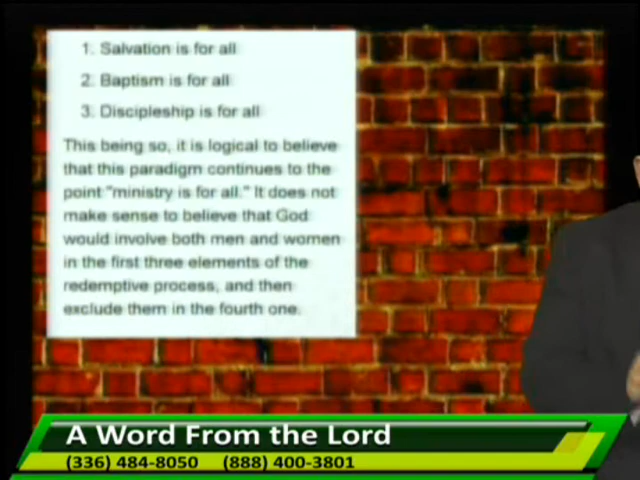 1. Salvation is for all
2. Baptism is for all
3. Discipleship is for all
This being so, it is logical to believe
that this paradigm continues to the
point "ministry is for all." It does not
make sense to believe that God
would involve both men and women
in the first three elements of the
redemptive process, and then
exclude them in the fourth one.
A Word From the Lord
(336) 484-8050 (888) 400-3801